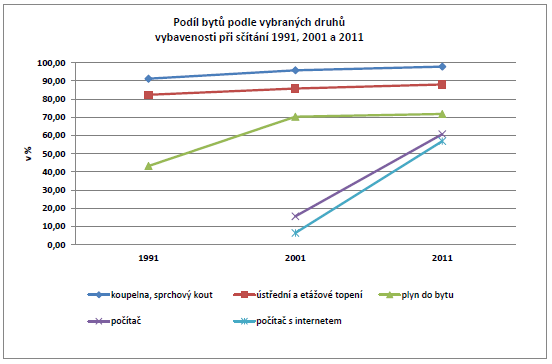 Podíl bytů podle vybraných druhů
vybavenosti při sčítání 1991, 2001 a 2011
100,00
90,00
80,00
70,00
60,00
50,00
40,00
30,00
20,00
10,00
0,00
v %
1991 2001 2011
koupelna, sprchový kout ústřední a etážové topení plyn do bytu
počítač počítač s internetem